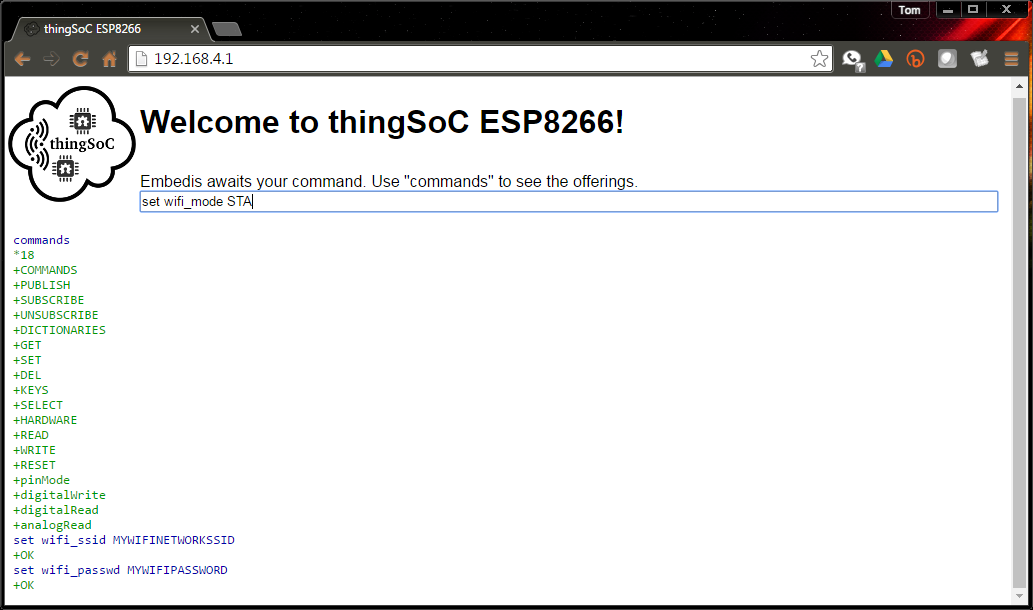 Tom
thingSoC ESP8266
192.168.4.1
thingSoC
Welcome to thingSoC ESP8266!
Embedis awaits your command. Use "commands" to see the offerings.
set wifi_mode STA
commands
*18
+COMMANDS
+PUBLISH
+SUBSCRIBE
+UNSUBSCRIBE
+DICTIONARIES
+GET
+SET
+DEL
+KEYS
+SELECT
+HARDWARE
+READ
+WRITE
+RESET
+pinMode
+digitalWrite
+digitalRead
+analogRead
set wifi_ssid MYWIFINETWORKSSID
+OK
set wifi_passwd MYWIFIPASSWORD
+OK